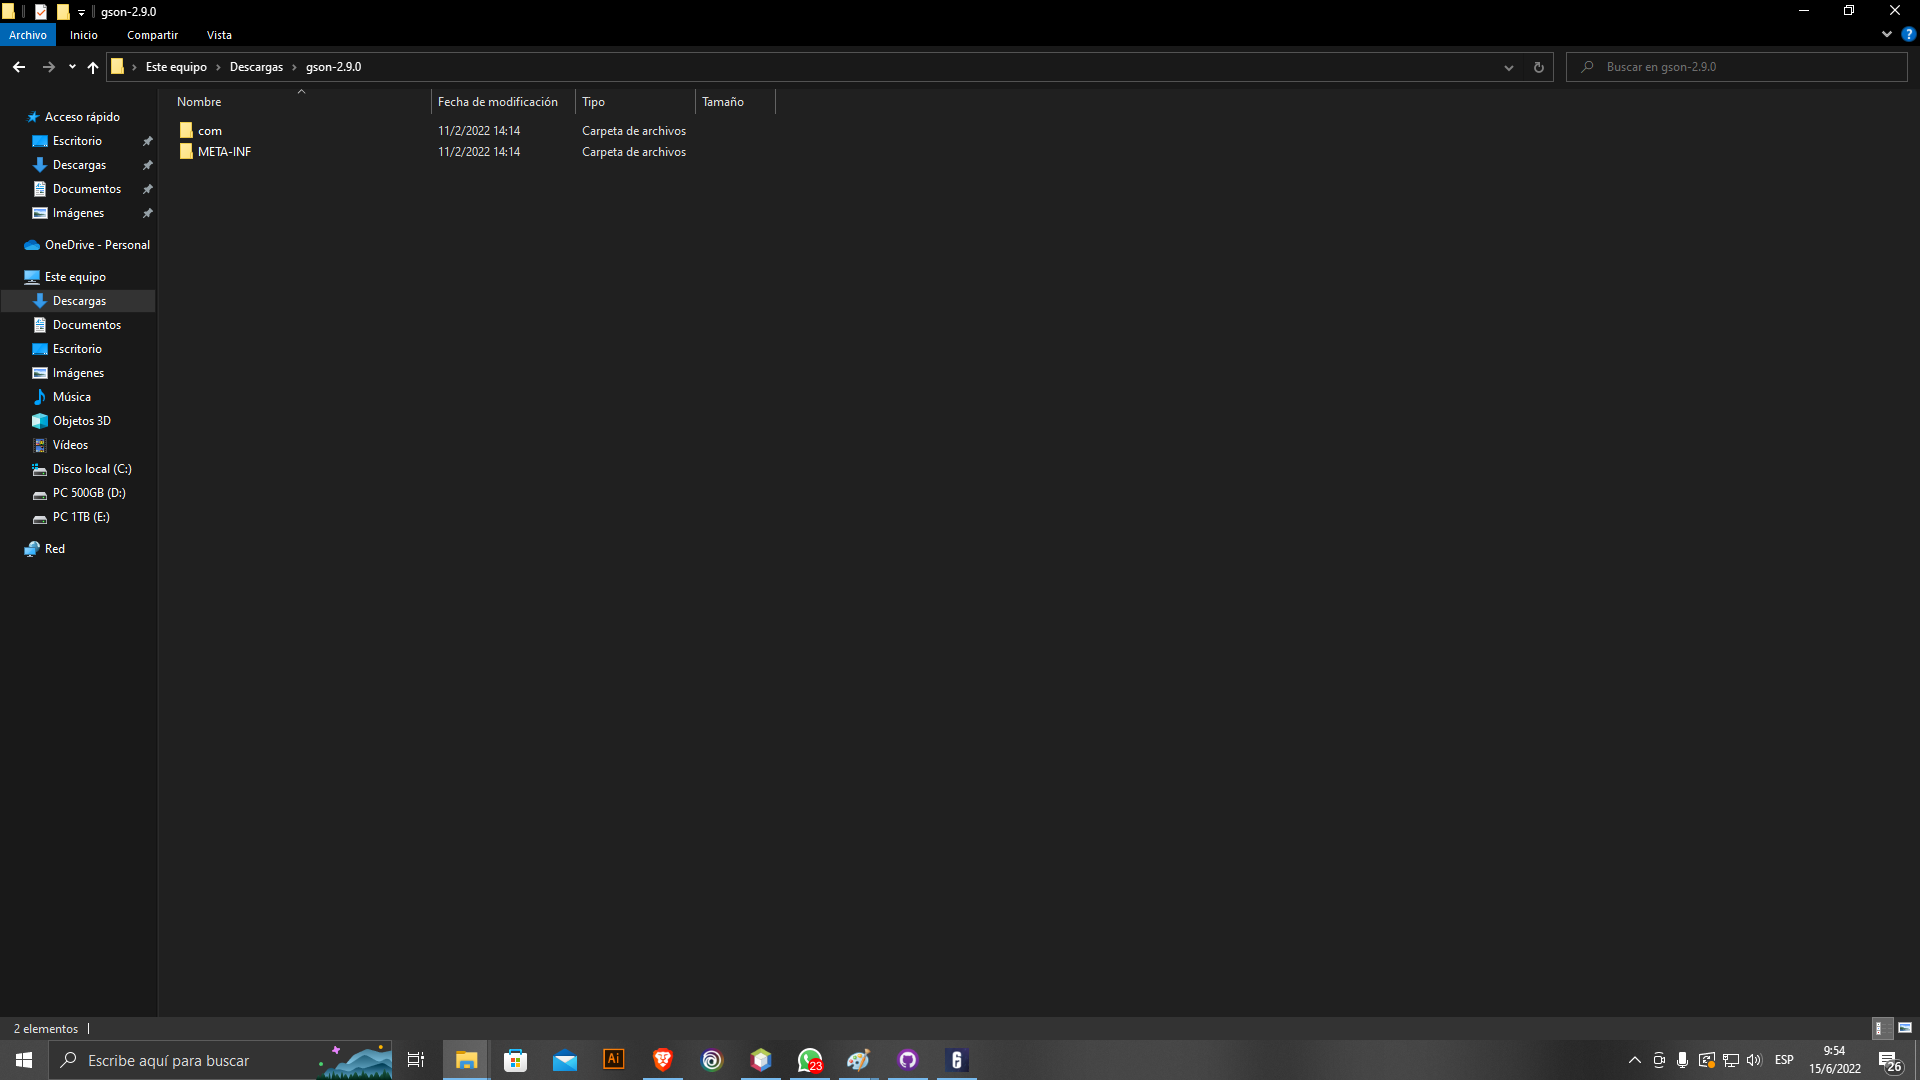 gson-2.9.0
Archivo Inicio Compartir Vista
Este equipo Descargas gson-2.9.0 Buscar en gson-2.9.0
Nombre Fecha de modificación Tipo Tamaño
com 11/2/2022 14:14 Carpeta de archivos
META-INF 11/2/2022 14:14 Carpeta de archivos
Acceso rápido
Escritorio
Descargas
Documentos
Imágenes
OneDrive - Personal
Este equipo
Descargas
Documentos
Escritorio
Imágenes
Música
Objetos 3D
Vídeos
Disco local (C:)
PC 500GB (D:)
PC 1TB (E:)
Red
2 elementos
Escribe aquí para buscar
Ai
23
6
ESP
9:54
15/6/2022
26